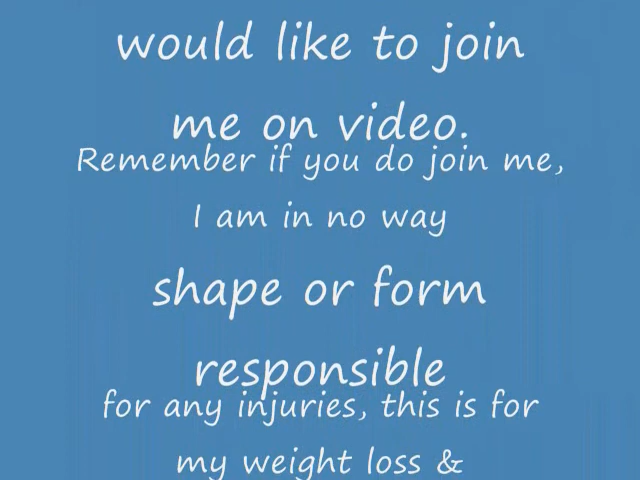 would like to join
me on video.
Remember if you do join me,
I am in no way
shape or form
responsible
for any injuries, this is for
my weight loss &